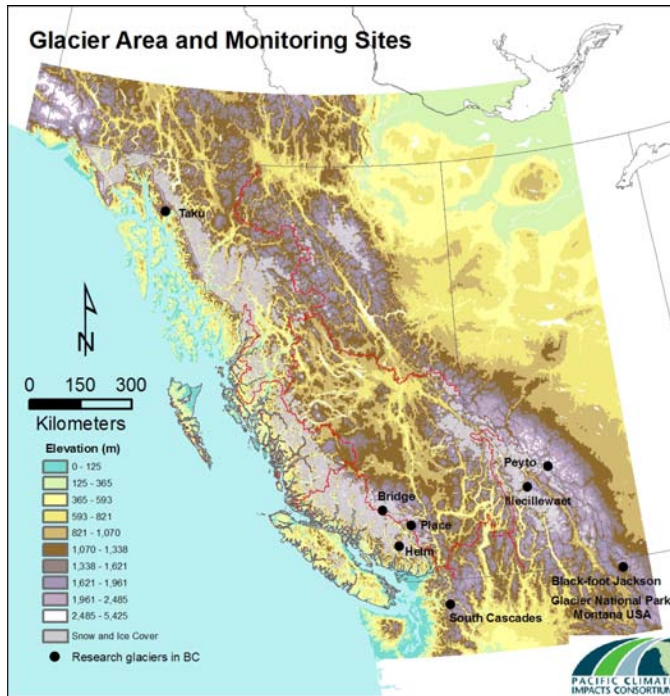 Glacier Area and Monitoring Sites
Taku
N
0 150 300
Kilometers
Elevation (m)
0 - 125
125 - 365
365 - 593
593 - 821
821 - 1,070
1,070 - 1,338
1,338 - 1,621
1,621 - 1,961
1,961 - 2,485
2,485 - 5,425
Snow and Ice Cover
Research glaciers in BC
Peyto
Illecillewaet
Bridge
Place
Helm
Black-foot Jackson
Glacier National Park
Montana USA
South Cascades
PACIFIC CLIMAT
IMPACTS CONSORTIUM